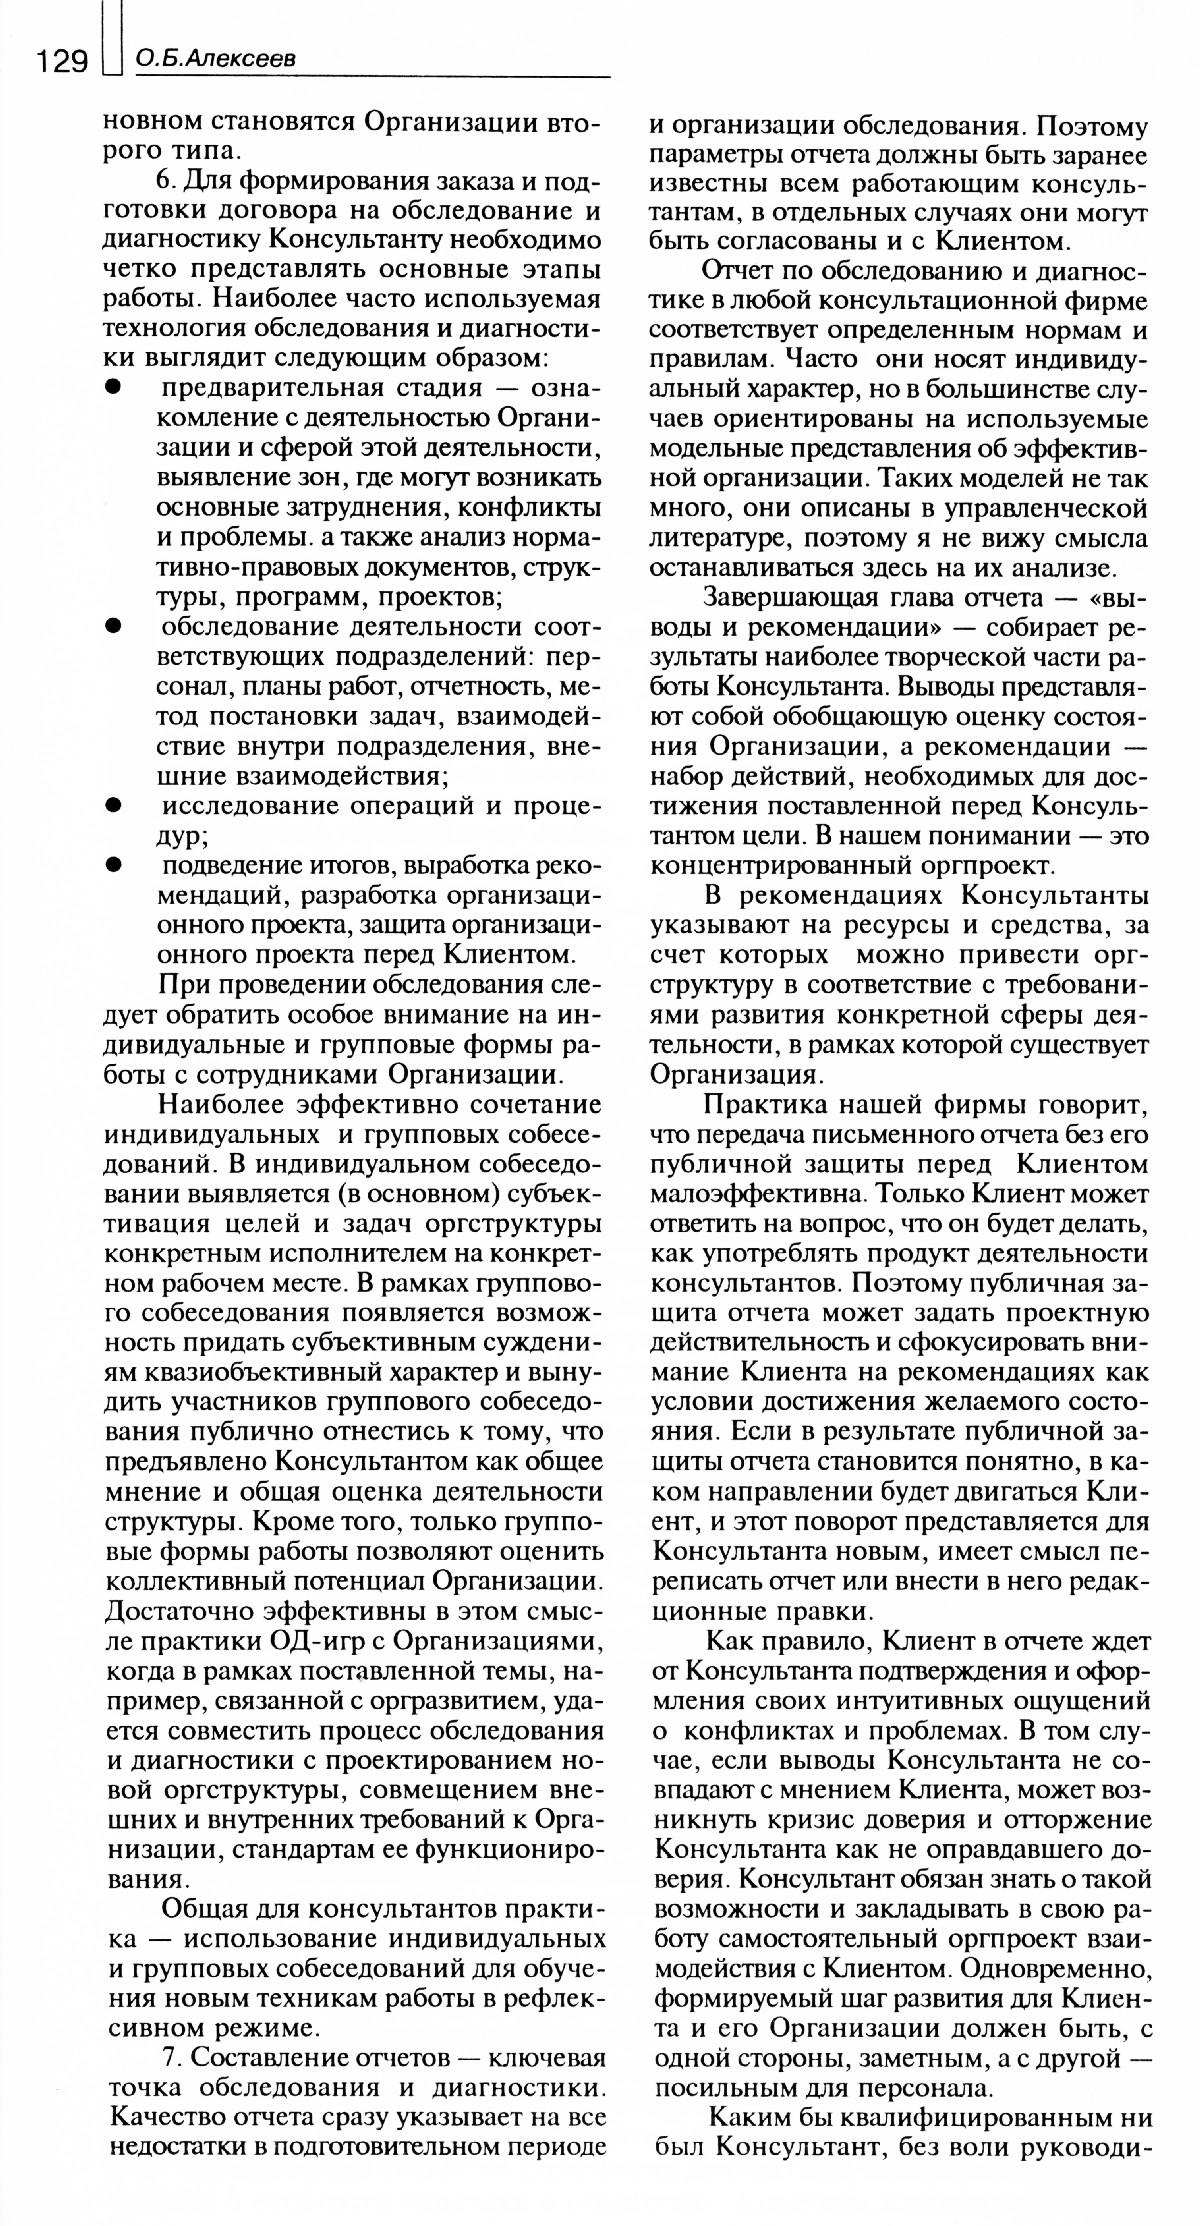 129
О.Б.Алексеев
новном становятся Организации вто-
рого типа.
6. Для формирования заказа и под-
готовки договора на обследование и
диагностику Консультанту необходимо
четко представлять основные этапы
работы. Наиболее часто используемая
технология обследования и диагности-
ки выглядит следующим образом:
● предварительная стадия — озна-
комление с деятельностью Органи-
зации и сферой этой деятельности,
выявление зон, где могут возникать
основные затруднения, конфликты
и проблемы. а также анализ норма-
тивно-правовых документов, струк-
туры, программ, проектов;
● обследование деятельности соот-
ветствующих подразделений: пер-
сонал, планы работ, отчетность, ме-
тод постановки задач, взаимодей-
ствие внутри подразделения, вне-
шние взаимодействия;
● исследование операций и проце-
дур;
● подведение итогов, выработка реко-
мендаций, разработка организаци-
онного проекта, защита организаци-
онного проекта перед Клиентом.
При проведении обследования сле-
дует обратить особое внимание на ин-
дивидуальные и групповые формы ра-
боты с сотрудниками Организации.
Наиболее эффективно сочетание
индивидуальных и групповых собесе-
дований. В индивидуальном собеседо-
вании выявляется (в основном) субъек-
тивация целей и задач оргструктуры
конкретным исполнителем на конкрет-
ном рабочем месте. В рамках группово-
го собеседования появляется возмож-
ность придать субъективным суждени-
ям квазиобъективный характер и выну-
дить участников группового собеседо-
вания публично отнестись к тому, что
предъявлено Консультантом как общее
мнение и общая оценка деятельности
структуры. Кроме того, только группо-
вые формы работы позволяют оценить
коллективный потенциал Организации.
Достаточно эффективны в этом смыс-
ле практики ОД-игр с Организациями,
когда в рамках поставленной темы, на-
пример, связанной с оргразвитием, уда-
ется совместить процесс обследования
и диагностики с проектированием но-
вой оргструктуры, совмещением вне-
шних и внутренних требований к Орга-
низации, стандартам ее функциониро-
вания.
Общая для консультантов практи-
ка — использование индивидуальных
и групповых собеседований для обуче-
ния новым техникам работы в рефлек-
сивном режиме.
7. Составление отчетов — ключевая
точка обследования и диагностики.
Качество отчета сразу указывает на все
недостатки в подготовительном периоде
и организации обследования. Поэтому
параметры отчета должны быть заранее
известны всем работающим консуль-
тантам, в отдельных случаях они могут
быть согласованы и с Клиентом.
Отчет по обследованию и диагнос-
тике в любой консультационной фирме
соответствует определенным нормам и
правилам. Часто они носят индивиду-
альный характер, но в большинстве слу-
чаев ориентированы на используемые
модельные представления об эффектив-
ной организации. Таких моделей не так
много, они описаны в управленческой
литературе, поэтому я не вижу смысла
останавливаться здесь на их анализе.
Завершающая глава отчета — «вы-
воды и рекомендации» — собирает ре-
зультаты наиболее творческой части ра-
боты Консультанта. Выводы представля-
ют собой обобщающую оценку состоя-
ния Организации, а рекомендации —
набор действий, необходимых для дос-
тижения поставленной перед Консуль-
тантом цели. В нашем понимании — это
концентрированный оргпроект.
В рекомендациях Консультанты
указывают на ресурсы и средства, за
счет которых можно привести орг-
структуру в соответствие с требовани-
ями развития конкретной сферы дея-
тельности, в рамках которой существует
Организация.
Практика нашей фирмы говорит,
что передача письменного отчета без его
публичной защиты перед Клиентом
малоэффективна. Только Клиент может
ответить на вопрос, что он будет делать,
как употреблять продукт деятельности
консультантов. Поэтому публичная за-
щита отчета может задать проектную
действительность и сфокусировать вни-
мание Клиента на рекомендациях как
условии достижения желаемого состо-
яния. Если в результате публичной за-
щиты отчета становится понятно, в ка-
ком направлении будет двигаться Кли-
ент, и этот поворот представляется для
Консультанта новым, имеет смысл пе-
реписать отчет или внести в него редак-
ционные правки.
Как правило, Клиент в отчете ждет
от Консультанта подтверждения и офор-
мления своих интуитивных ощущений
о конфликтах и проблемах. В том слу-
чае, если выводы Консультанта не со-
впадают с мнением Клиента, может воз-
никнуть кризис доверия и отторжение
Консультанта как не оправдавшего до-
верия. Консультант обязан знать о такой
возможности и закладывать в свою ра-
боту самостоятельный оргпроект взаи-
модействия с Клиентом. Одновременно,
формируемый шаг развития для Клиен-
та и его Организации должен быть, с
одной стороны, заметным, а с другой —
посильным для персонала.
Каким бы квалифицированным ни
был Консультант, без воли руководи-